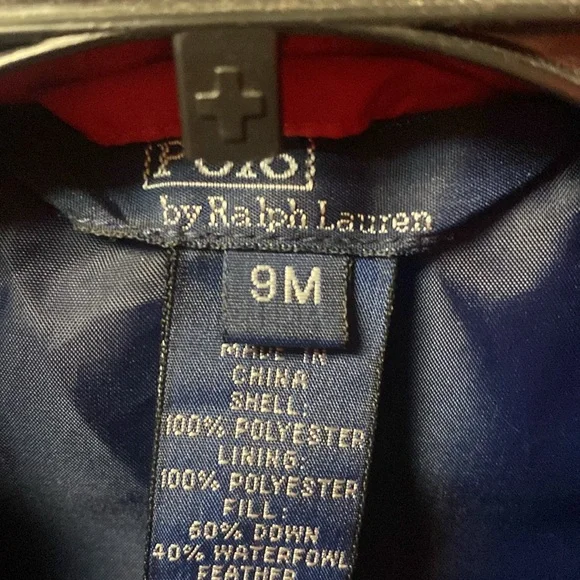 POLO
by Ralph Lauren
9M
MADE IN
CHINA
SHELL:
100% POLYESTER
LINING:
100% POLYESTER
FILL:
60% DOWN
40% WATERFOWL
FEATHER